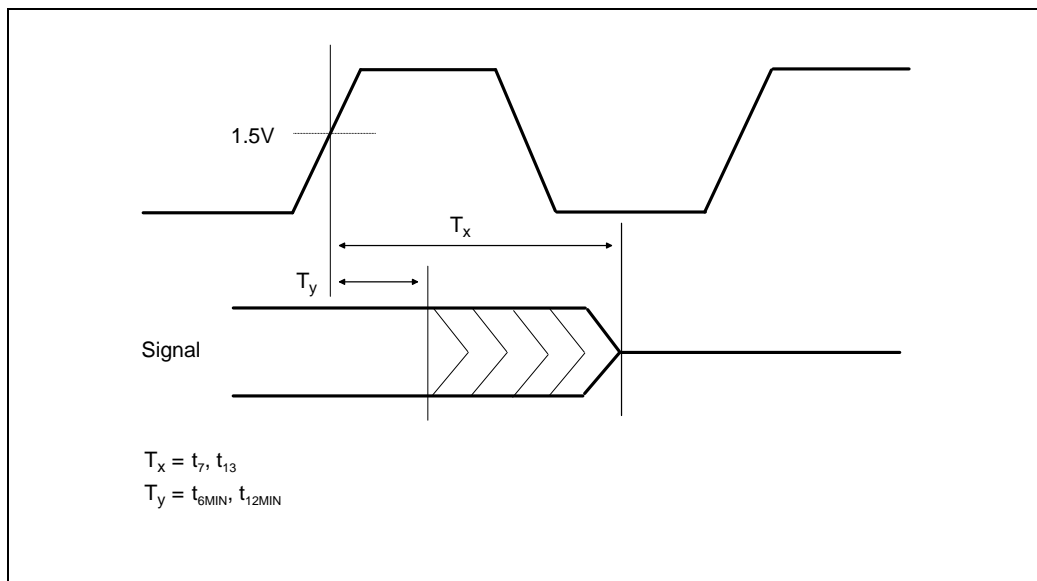 1.5V
Tx
Ty
Signal
Tx = t7, t13
Ty = t6MIN, t12MIN